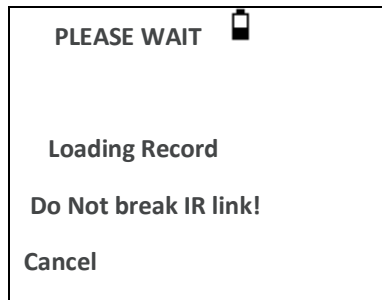 PLEASE WAIT
Loading Record
Do Not break IR link!
Cancel